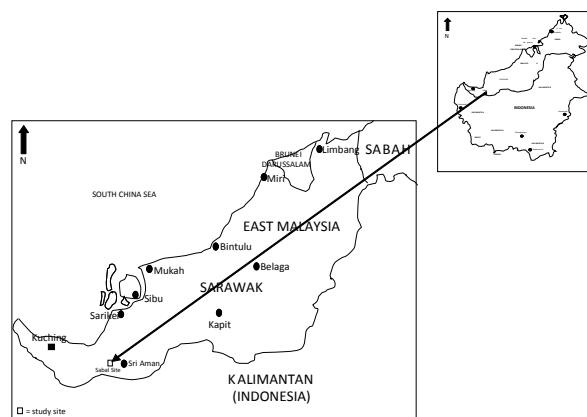 N
INDONESIA
N
Limbang
SABAH
BRUNEI
DARUSSALAM
Miri
SOUTH CHINA SEA
EAST MALAYSIA
Bintulu
Mukah
Belaga
SARAWAK
Sibu
Sarikei
Kapit
Kuching
Sri Aman
Sabal Site
KALIMANTAN
(INDONESIA)
= study site